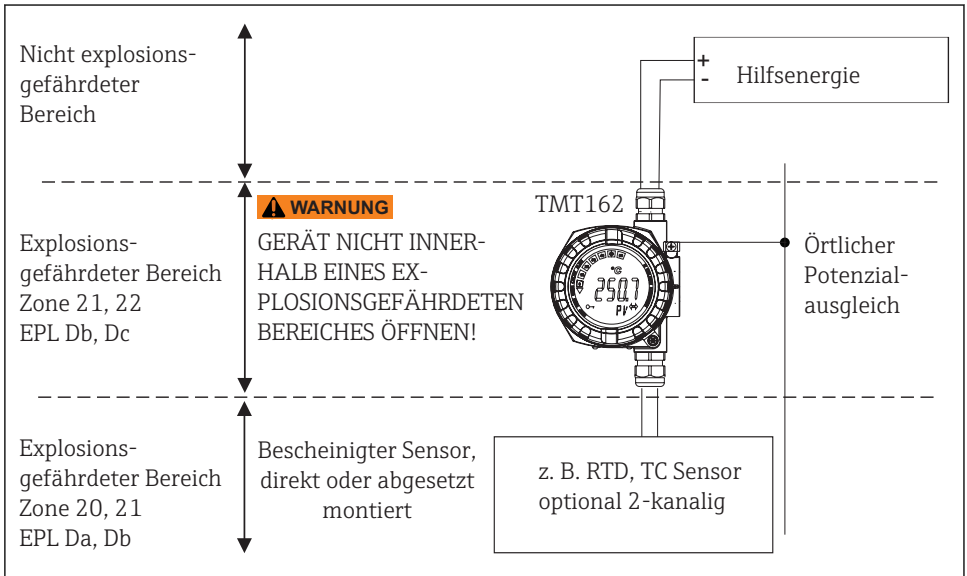 Nicht explosions-
gefährdeter
Bereich
+
-
Hilfsenergie
Explosions-
gefährdeter Bereich
Zone 21, 22
EPL Db, Dc
WARNUNG
GERÄT NICHT INNER-
HALB EINES EX-
PLOSIONSGEFÄHRDETEN
BEREICHES ÖFFNEN!
TMT162
°C
250.1
PV
Örtlicher
Potenzial-
ausgleich
Explosions-
gefährdeter Bereich
Zone 20, 21
EPL Da, Db
Bescheinigter Sensor,
direkt oder abgesetzt
montiert
z. B. RTD, TC Sensor
optional 2-kanalig